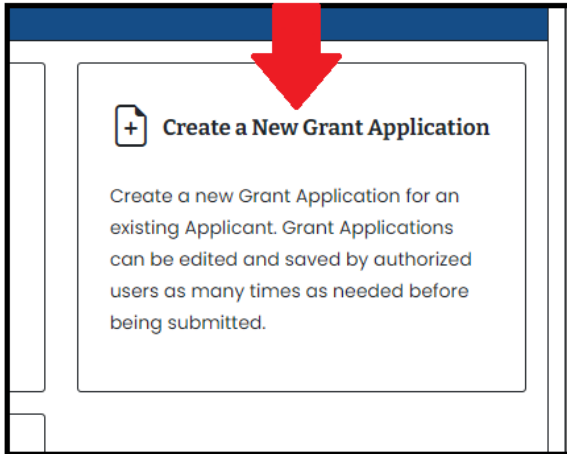 Create a New Grant Application
Create a new Grant Application for an
existing Applicant. Grant Applications
can be edited and saved by authorized
users as many times as needed before
being submitted.